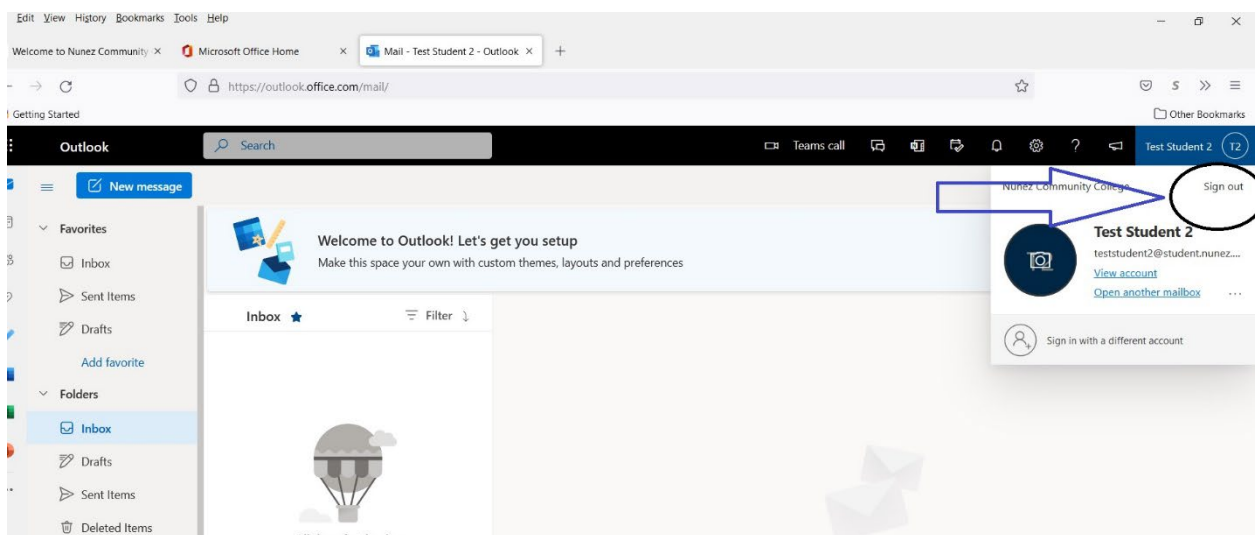 Edit View History Bookmarks Tools Help
Welcome to Nunez Community Microsoft Office Home Mail - Test Student 2 - Outlook
https://outlook.office.com/mail/
Getting Started Other Bookmarks
Outlook Search Teams call Test Student 2 T2
New message
Nunez Community College Sign out
Favorites
Inbox
Sent Items
Drafts
Add favorite
Folders
Inbox
Drafts
Sent Items
Deleted Items
Welcome to Outlook! Let's get you setup
Make this space your own with custom themes, layouts and preferences
Inbox Filter
Test Student 2
teststudent2@student.nunez....
View account
Open another mailbox ...
Sign in with a different account